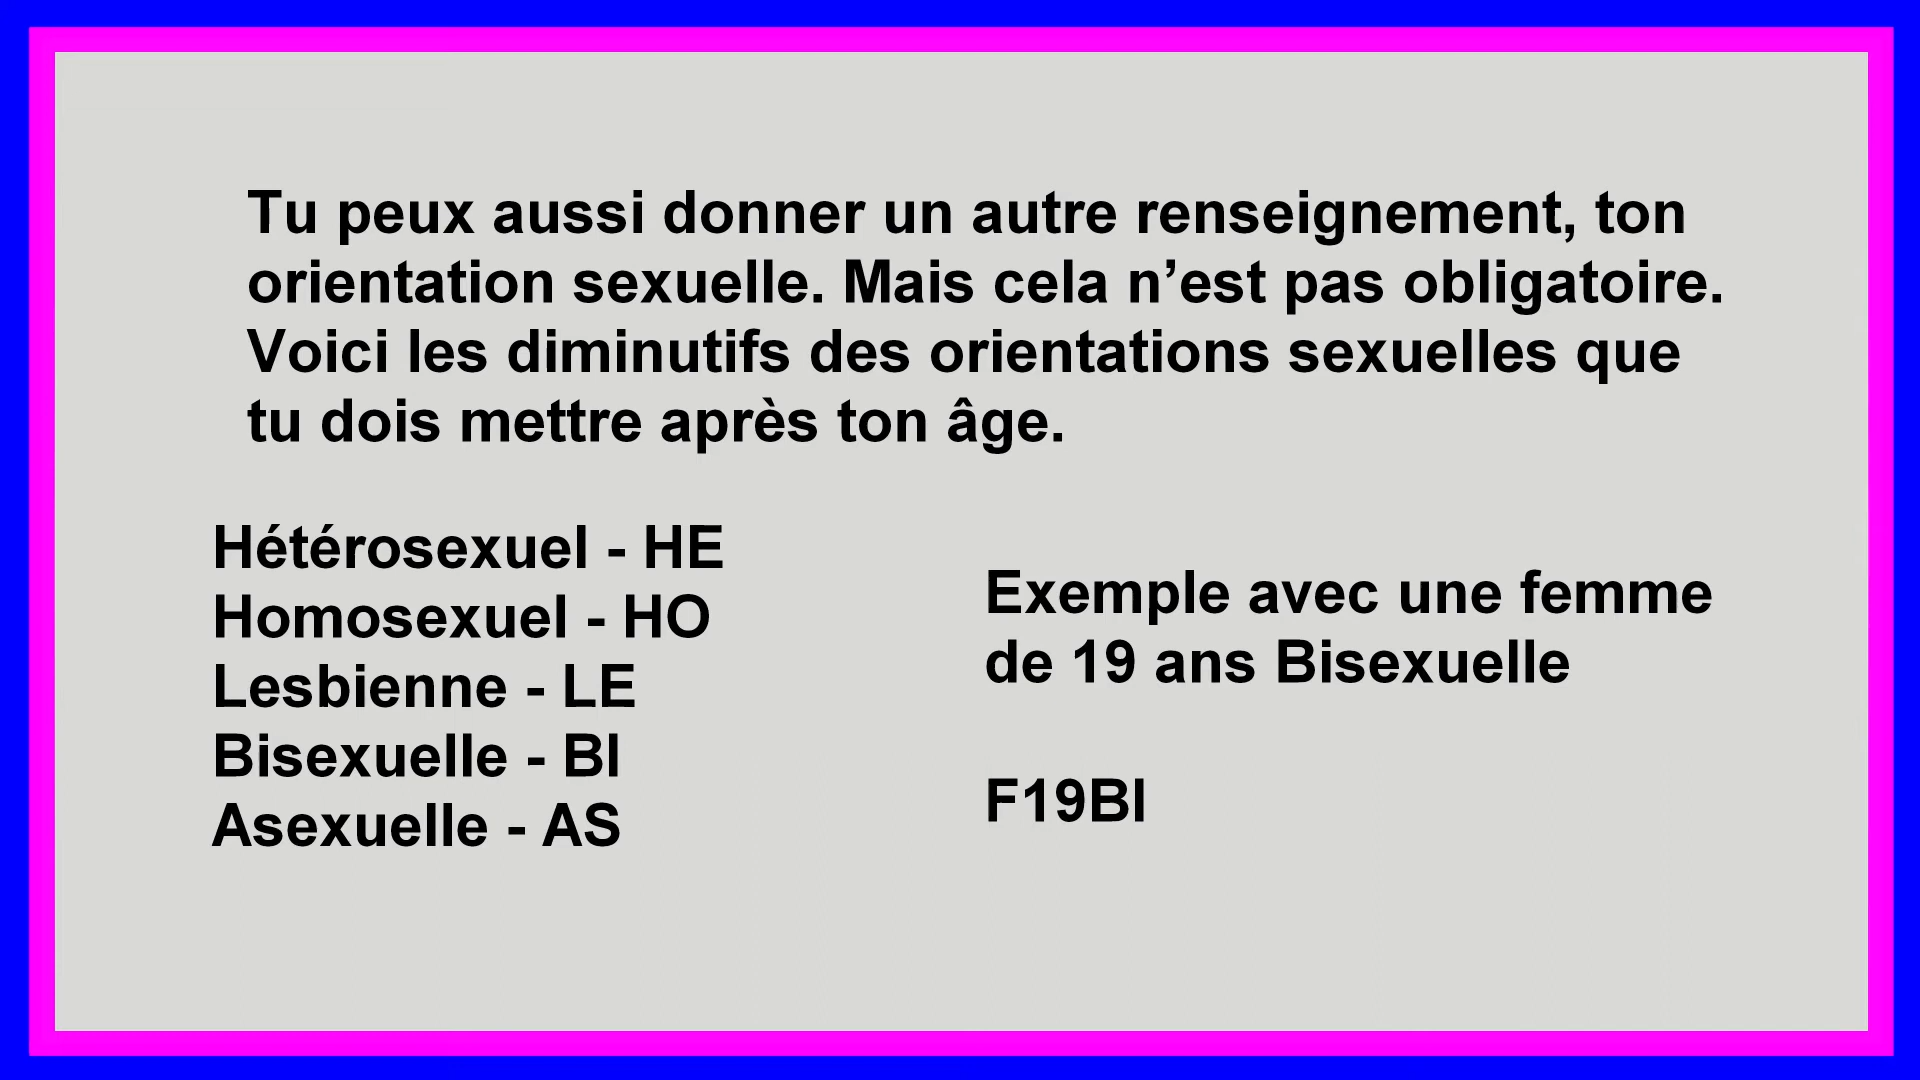 Tu peux aussi donner un autre renseignement, ton
orientation sexuelle. Mais cela n’est pas obligatoire.
Voici les diminutifs des orientations sexuelles que
tu dois mettre après ton âge.
Hétérosexuel - HE
Homosexuel - HO
Lesbienne - LE
Bisexuelle - BI
Asexuelle - AS
Exemple avec une femme
de 19 ans Bisexuelle
F19BI